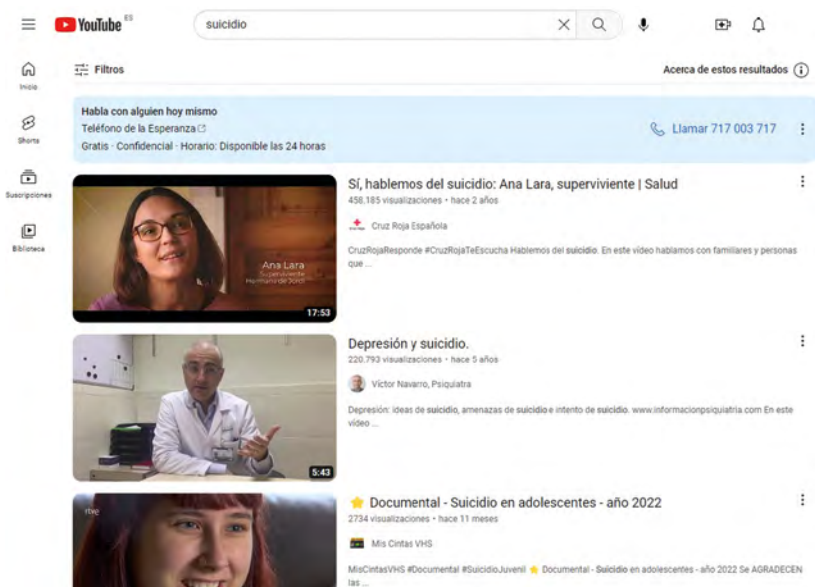 YouTube ES
suicidio
Inicio
Shorts
Suscripciones
Biblioteca
Filtros
Acerca de estos resultados
Habla con alguien hoy mismo
Teléfono de la Esperanza
Gratis · Confidencial · Horario: Disponible las 24 horas
Llamar 717 003 717
Ana Lara
Superviviente
Hermana de Jordi
17:53
Sí, hablemos del suicidio: Ana Lara, superviviente | Salud
458.185 visualizaciones • hace 2 años
Cruz Roja Española
CruzRojaResponde #CruzRojaTeEscucha Hablemos del suicidio. En este vídeo hablamos con familiares y personas
que ...
5:43
Depresión y suicidio.
220.793 visualizaciones • hace 5 años
Víctor Navarro, Psiquiatra
Depresión: ideas de suicidio, amenazas de suicidio e intento de suicidio. www.informacionpsiquiatria.com En este
vídeo ...
rtve
⭐ Documental - Suicidio en adolescentes - año 2022
2734 visualizaciones • hace 11 meses
Mis Cintas VHS
MisCintasVHS #Documental #SuicidioJuvenil ⭐ Documental - Suicidio en adolescentes - año 2022 Se AGRADECEN
las ...